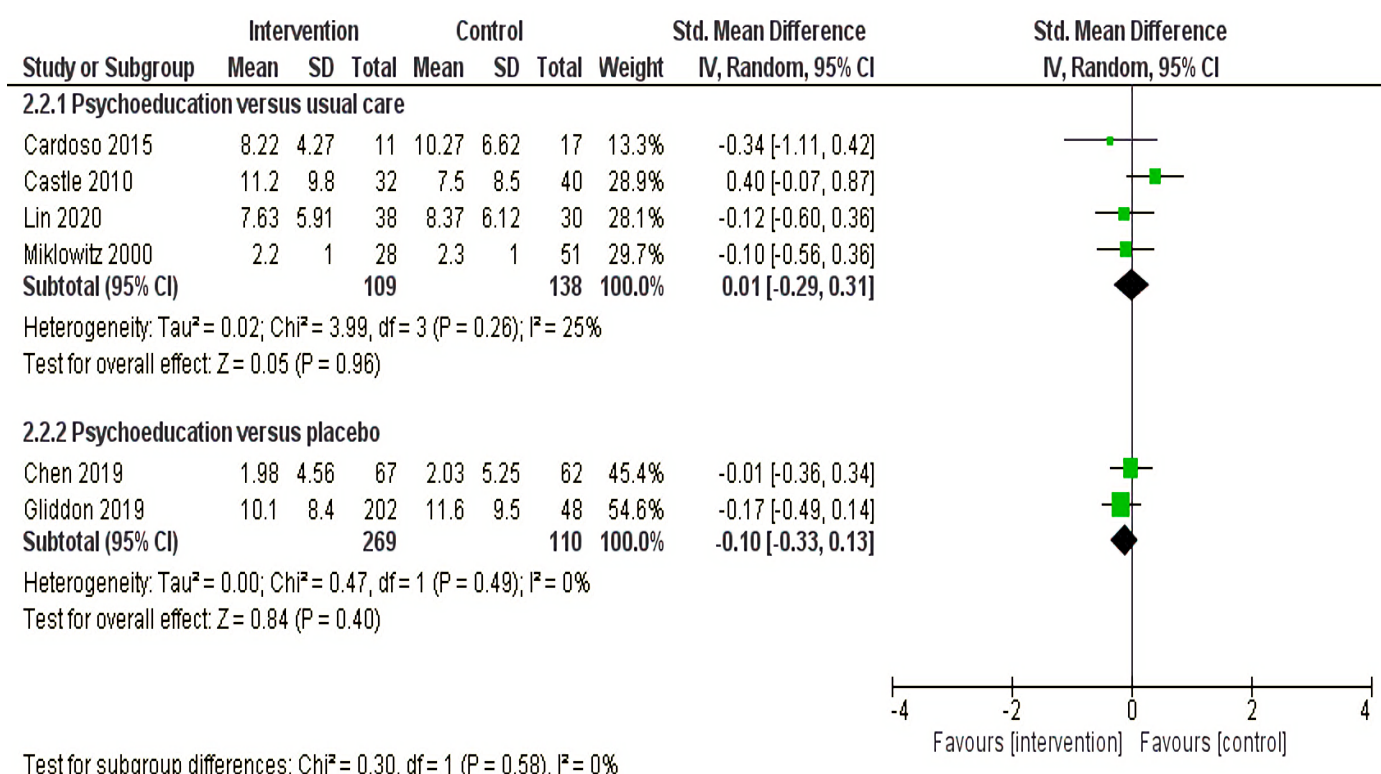 Intervention Control Std. Mean Difference Std. Mean Difference
Study or Subgroup Mean SD Total Mean SD Total Weight IV, Random, 95% CI IV, Random, 95% CI
2.2.1 Psychoeducation versus usual care
Cardoso 2015 8.22 4.27 11 10.27 6.62 17 13.3% -0.34 [-1.11, 0.42]
Castle 2010 11.2 9.8 32 7.5 8.5 40 28.9% 0.40 [-0.07, 0.87]
Lin 2020 7.63 5.91 38 8.37 6.12 30 28.1% -0.12 [-0.60, 0.36]
Miklowitz 2000 2.2 1 28 2.3 1 51 29.7% -0.10 [-0.56, 0.36]
Subtotal (95% CI) 109 138 100.0% 0.01 [-0.29, 0.31]
Heterogeneity: Tau² = 0.02; Chi² = 3.99, df = 3 (P = 0.26); I² = 25%
Test for overall effect: Z = 0.05 (P = 0.96)
2.2.2 Psychoeducation versus placebo
Chen 2019 1.98 4.56 67 2.03 5.25 62 45.4% -0.01 [-0.36, 0.34]
Gliddon 2019 10.1 8.4 202 11.6 9.5 48 54.6% -0.17 [-0.49, 0.14]
Subtotal (95% CI) 269 110 100.0% -0.10 [-0.33, 0.13]
Heterogeneity: Tau² = 0.00; Chi² = 0.47, df = 1 (P = 0.49); I² = 0%
Test for overall effect: Z = 0.84 (P = 0.40)
-4 -2 0 2 4
Favours [intervention] Favours [control]
Test for subgroup differences: Chi² = 0.30, df = 1 (P = 0.58), I² = 0%